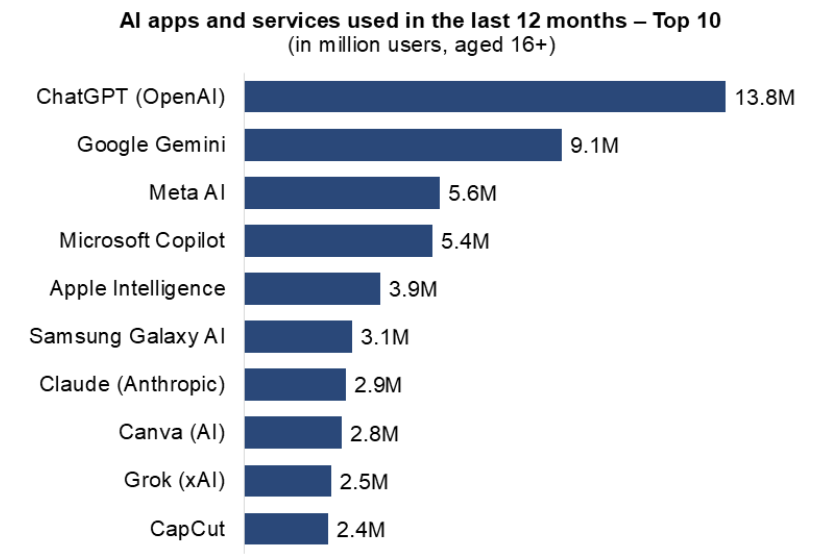 AI apps and services used in the last 12 months – Top 10
(in million users, aged 16+)
ChatGPT (OpenAI) 13.8M
Google Gemini 9.1M
Meta AI 5.6M
Microsoft Copilot 5.4M
Apple Intelligence 3.9M
Samsung Galaxy AI 3.1M
Claude (Anthropic) 2.9M
Canva (AI) 2.8M
Grok (xAI) 2.5M
CapCut 2.4M